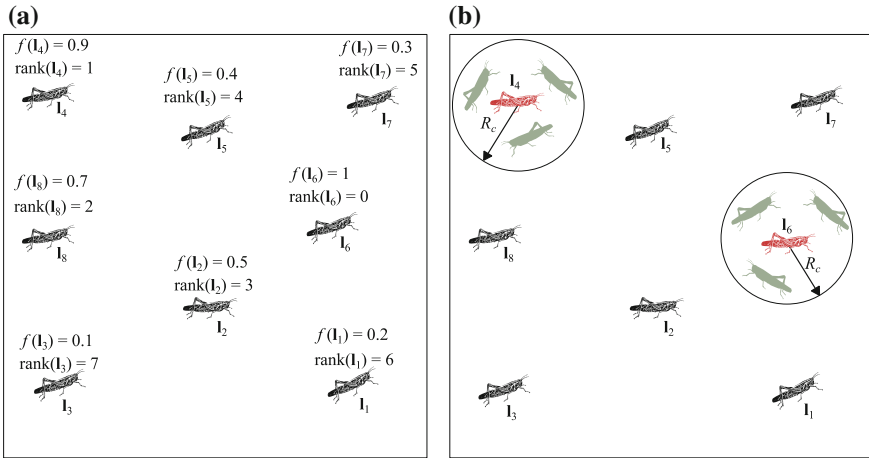 (a)
f(l₄) = 0.9
rank(l₄) = 1
l₄
f(l₅) = 0.4
rank(l₅) = 4
l₅
f(l₇) = 0.3
rank(l₇) = 5
l₇
f(l₈) = 0.7
rank(l₈) = 2
l₈
f(l₆) = 1
rank(l₆) = 0
l₆
f(l₂) = 0.5
rank(l₂) = 3
l₂
f(l₃) = 0.1
rank(l₃) = 7
l₃
f(l₁) = 0.2
rank(l₁) = 6
l₁
(b)
l₄
R_c
l₅
l₇
l₈
l₆
R_c
l₂
l₃
l₁